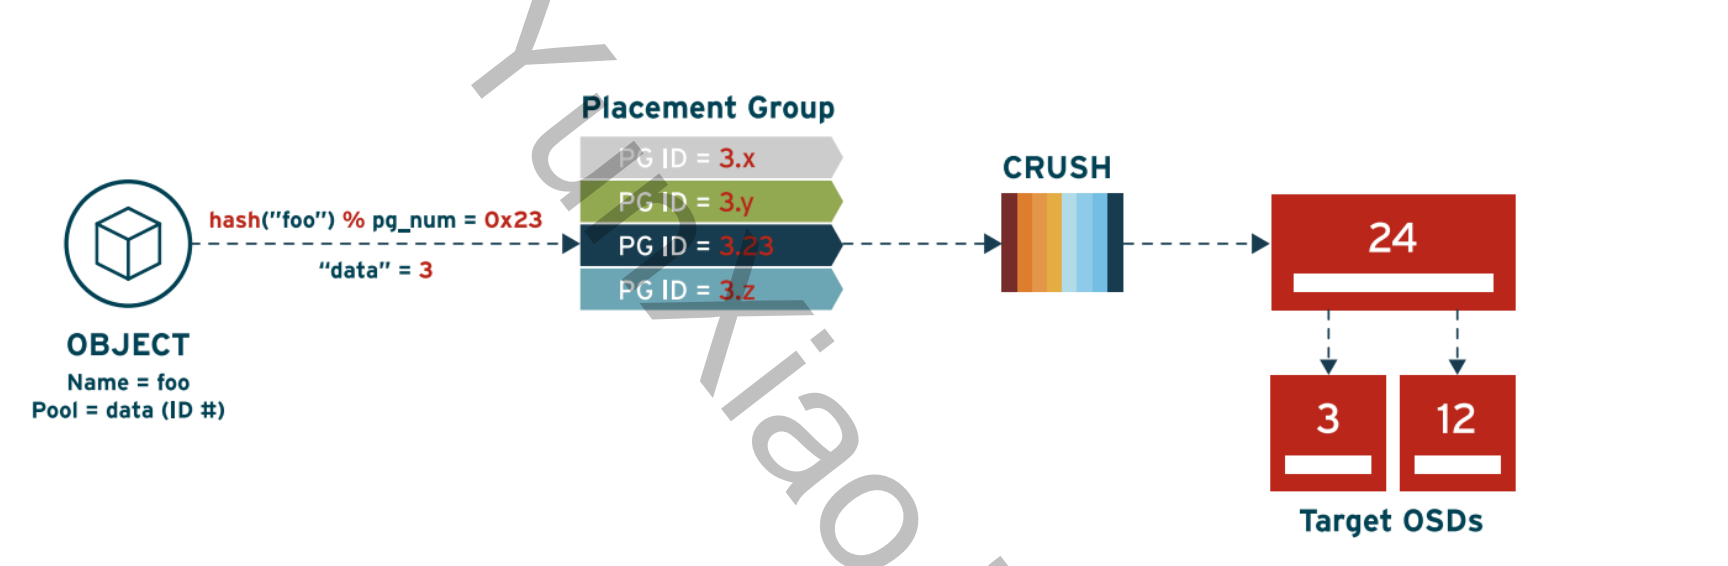 Placement Group
PG ID = 3.x
PG ID = 3.y
PG ID = 3.23
PG ID = 3.z
hash("foo") % pg_num = 0x23
"data" = 3
OBJECT
Name = foo
Pool = data (ID #)
CRUSH
24
3
12
Target OSDs
YunXiao